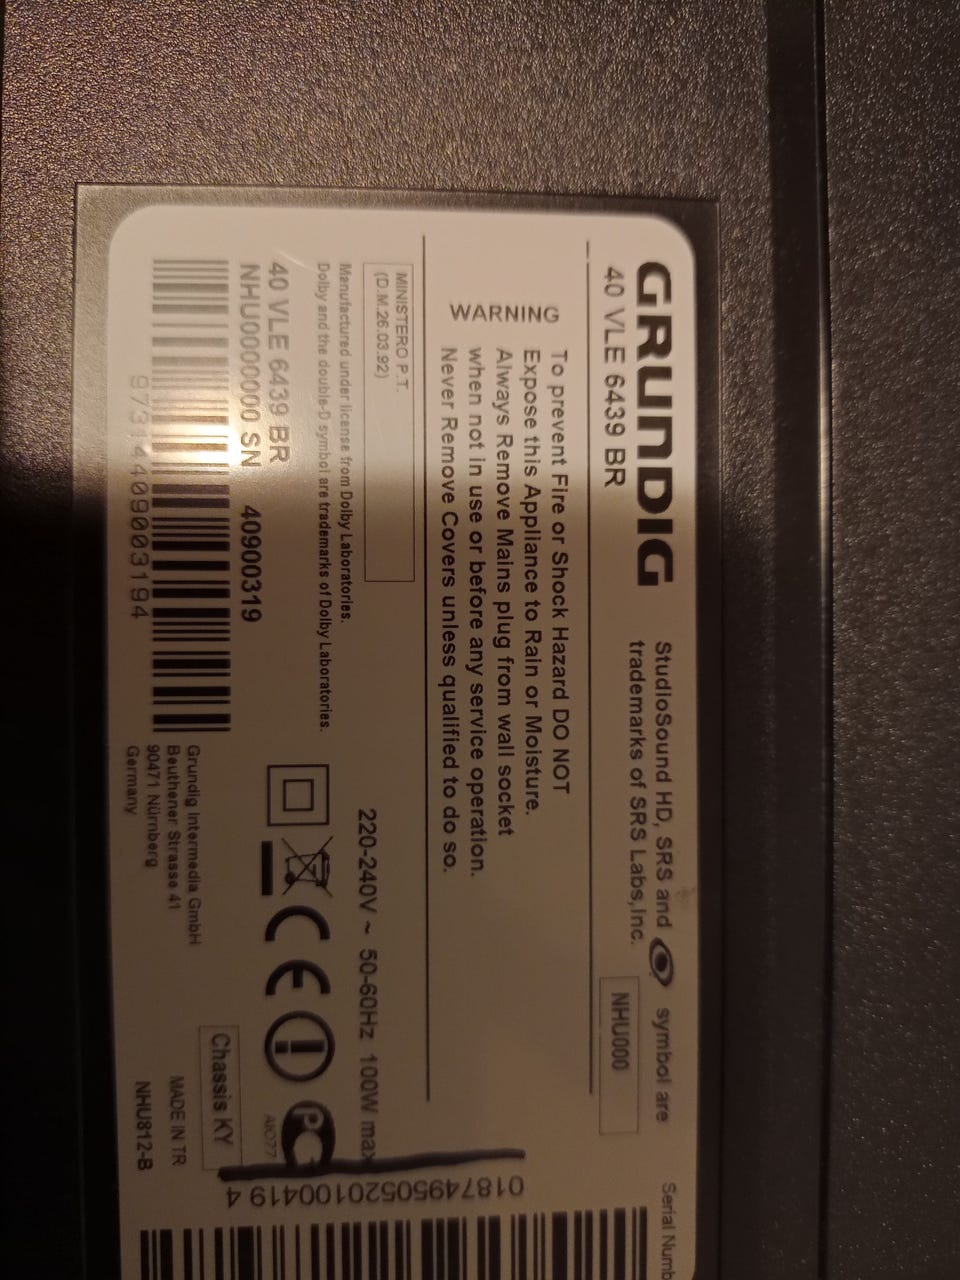 GRUNDIG
40 VLE 6439 BR
StudioSound HD, SRS and symbol are
trademarks of SRS Labs,Inc.
NHU000
Serial Numb
WARNING
To prevent Fire or Shock Hazard DO NOT
Expose this Appliance to Rain or Moisture.
Always Remove Mains plug from wall socket
when not in use or before any service operation.
Never Remove Covers unless qualified to do so.
MINISTERO P.T.
(D.M.26.03.92)
220-240V ~ 50-60Hz 100W max
Manufactured under license from Dolby Laboratories.
Dolby and the double-D symbol are trademarks of Dolby Laboratories.
CE
PC
40 VLE 6439 BR
NHU0000000 SN 40900319
97314409003194
Grundig Intermedia GmbH
Beuthener Strasse 41
90471 Nürnberg
Germany
Chassis KY
MADE IN TR
NHU812-B
018749505201004194